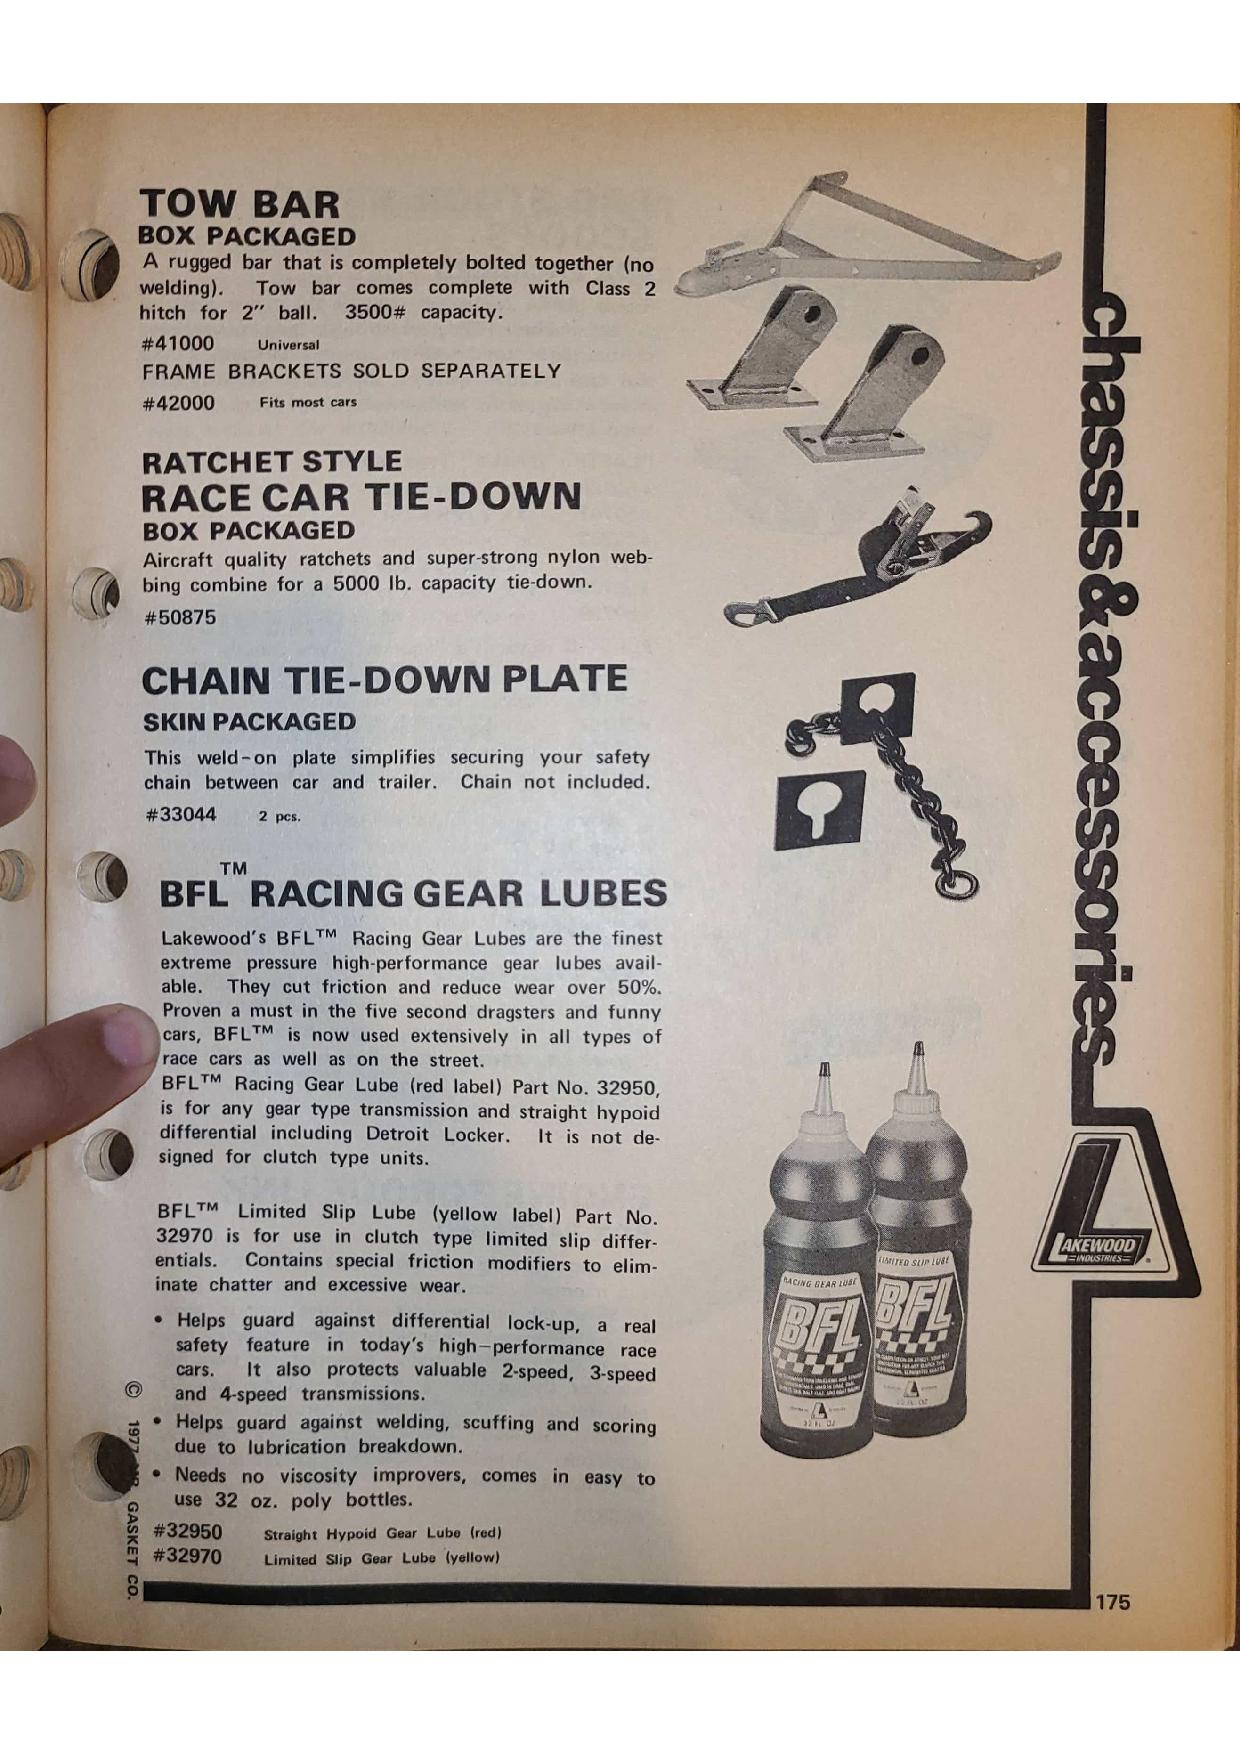 TOW BAR
BOX PACKAGED
A rugged bar that is completely bolted together (no
welding). Tow bar comes complete with Class 2
hitch for 2" ball. 3500# capacity.
#41000 Universal
FRAME BRACKETS SOLD SEPARATELY
#42000 Fits most cars
RATCHET STYLE
RACE CAR TIE-DOWN
BOX PACKAGED
Aircraft quality ratchets and super-strong nylon web-
bing combine for a 5000 lb. capacity tie-down.
#50875
CHAIN TIE-DOWN PLATE
SKIN PACKAGED
This weld-on plate simplifies securing your safety
chain between car and trailer. Chain not included.
#33044 2 pcs.
BFL™ RACING GEAR LUBES
Lakewood's BFL™ Racing Gear Lubes are the finest
extreme pressure high-performance gear lubes avail-
able. They cut friction and reduce wear over 50%.
Proven a must in the five second dragsters and funny
cars, BFL™ is now used extensively in all types of
race cars as well as on the street.
BFL™ Racing Gear Lube (red label) Part No. 32950,
is for any gear type transmission and straight hypoid
differential including Detroit Locker. It is not de-
signed for clutch type units.
BFL™ Limited Slip Lube (yellow label) Part No.
32970 is for use in clutch type limited slip differ-
entials. Contains special friction modifiers to elim-
inate chatter and excessive wear.
• Helps guard against differential lock-up, a real
safety feature in today's high-performance race
cars. It also protects valuable 2-speed, 3-speed
and 4-speed transmissions.
• Helps guard against welding, scuffing and scoring
due to lubrication breakdown.
• Needs no viscosity improvers, comes in easy to
use 32 oz. poly bottles.
#32950 Straight Hypoid Gear Lube (red)
#32970 Limited Slip Gear Lube (yellow)
© GASKET CO.
chassis & accessories
LAKEWOOD
INDUSTRIES
RACING GEAR LUBE
BFL
32 FL. OZ.
LIMITED SLIP LUBE
BFL
32 FL. OZ.
175